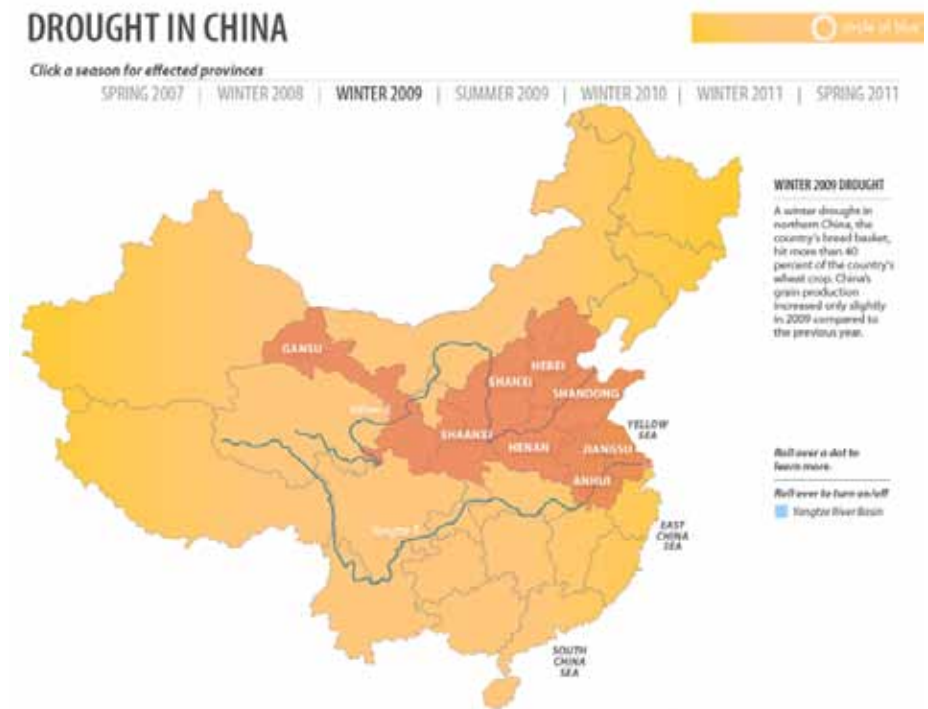 DROUGHT IN CHINA
circle of blue
Click a season for effected provinces
SPRING 2007 | WINTER 2008 | WINTER 2009 | SUMMER 2009 | WINTER 2010 | WINTER 2011 | SPRING 2011
WINTER 2009 DROUGHT
A winter drought in
northern China, the
country's bread basket,
hit more than 40
percent of the country's
wheat crop. China's
grain production
increased only slightly
in 2009 compared to
the previous year.
GANSU
HEBEI
SHANXI
SHANDONG
YELLOW
SEA
SHAANXI
HENAN
JIANGSU
ANHUI
Roll over a dot to
learn more.
Roll over to turn on/off
Yangtze River Basin
EAST
CHINA
SEA
SOUTH
CHINA
SEA